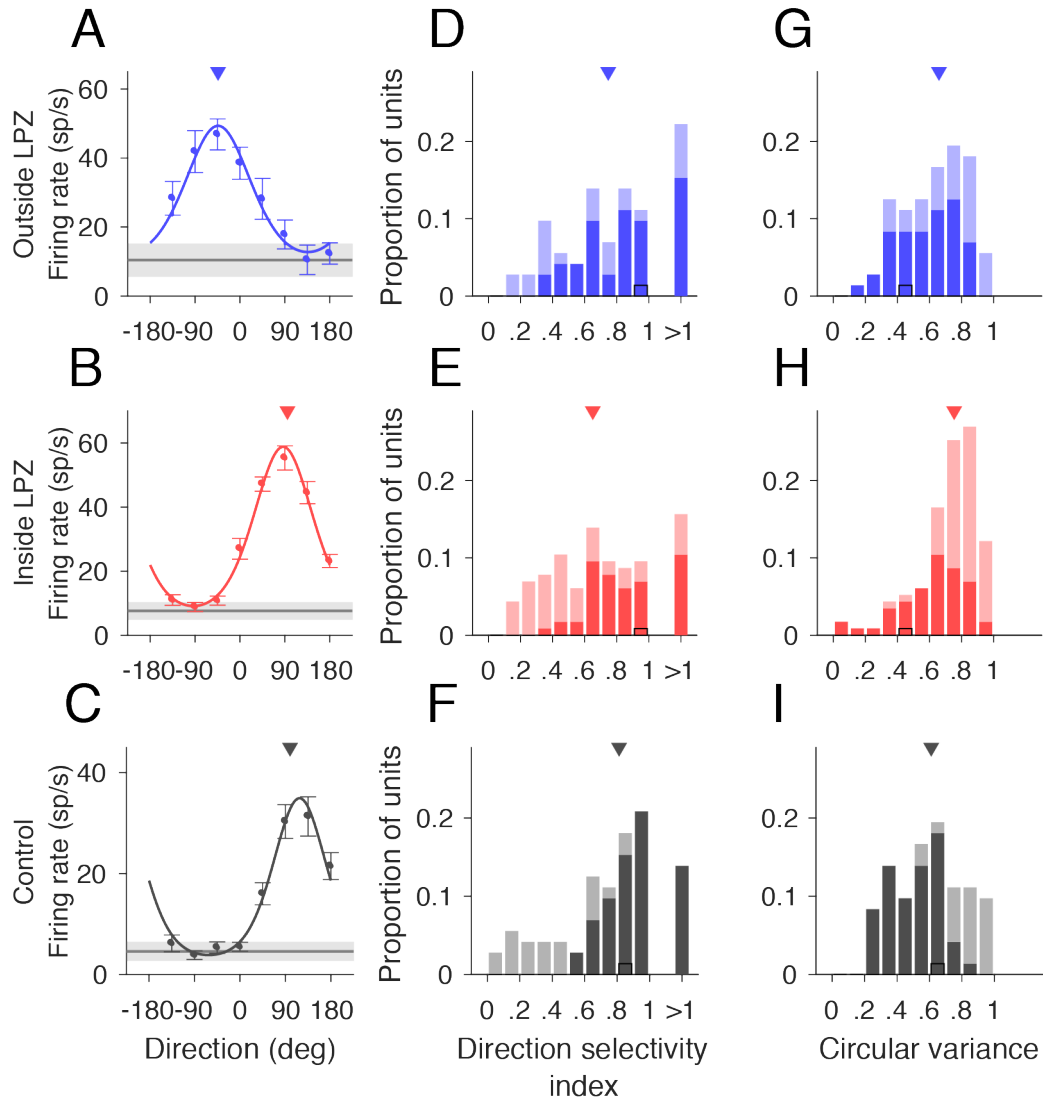 A
D
G
Outside LPZ
Firing rate (sp/s)
60
40
20
0
-180 -90 0 90 180
Proportion of units
0.2
0.1
0
0 .2 .4 .6 .8 1 >1
0.2
0.1
0
0 .2 .4 .6 .8 1
B
E
H
Inside LPZ
Firing rate (sp/s)
60
40
20
0
-180 -90 0 90 180
Proportion of units
0.2
0.1
0
0 .2 .4 .6 .8 1 >1
0.2
0.1
0
0 .2 .4 .6 .8 1
C
F
I
Control
Firing rate (sp/s)
40
20
0
-180 -90 0 90 180
Direction (deg)
Proportion of units
0.2
0.1
0
0 .2 .4 .6 .8 1 >1
Direction selectivity
index
0.2
0.1
0
0 .2 .4 .6 .8 1
Circular variance